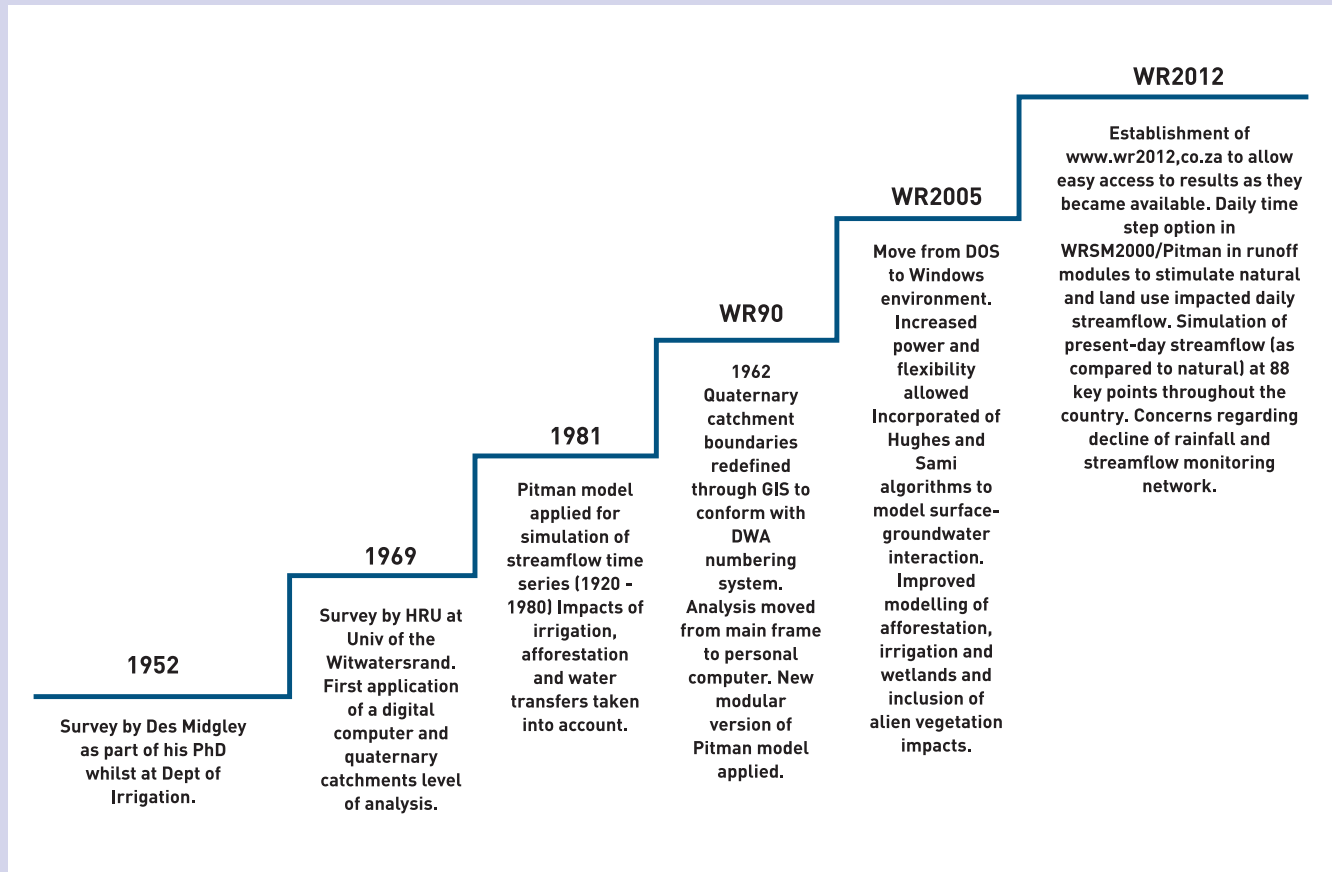 1952
Survey by Des Midgley
as part of his PhD
whilst at Dept of
Irrigation.
1969
Survey by HRU at
Univ of the
Witwatersrand.
First application
of a digital
computer and
quaternary
catchments level
of analysis.
1981
Pitman model
applied for
simulation of
streamflow time
series (1920 -
1980) Impacts of
irrigation,
afforestation
and water
transfers taken
into account.
WR90
1962
Quaternary
catchment
boundaries
redefined
through GIS to
conform with
DWA
numbering
system.
Analysis moved
from main frame
to personal
computer. New
modular
version of
Pitman model
applied.
WR2005
Move from DOS
to Windows
environment.
Increased
power and
flexibility
allowed
Incorporated of
Hughes and
Sami
algorithms to
model surface-
groundwater
interaction.
Improved
modelling of
afforestation,
irrigation and
wetlands and
inclusion of
alien vegetation
impacts.
WR2012
Establishment of
www.wr2012,co.za to allow
easy access to results as they
became available. Daily time
step option in
WRSM2000/Pitman in runoff
modules to stimulate natural
and land use impacted daily
streamflow. Simulation of
present-day streamflow (as
compared to natural) at 88
key points throughout the
country. Concerns regarding
decline of rainfall and
streamflow monitoring
network.